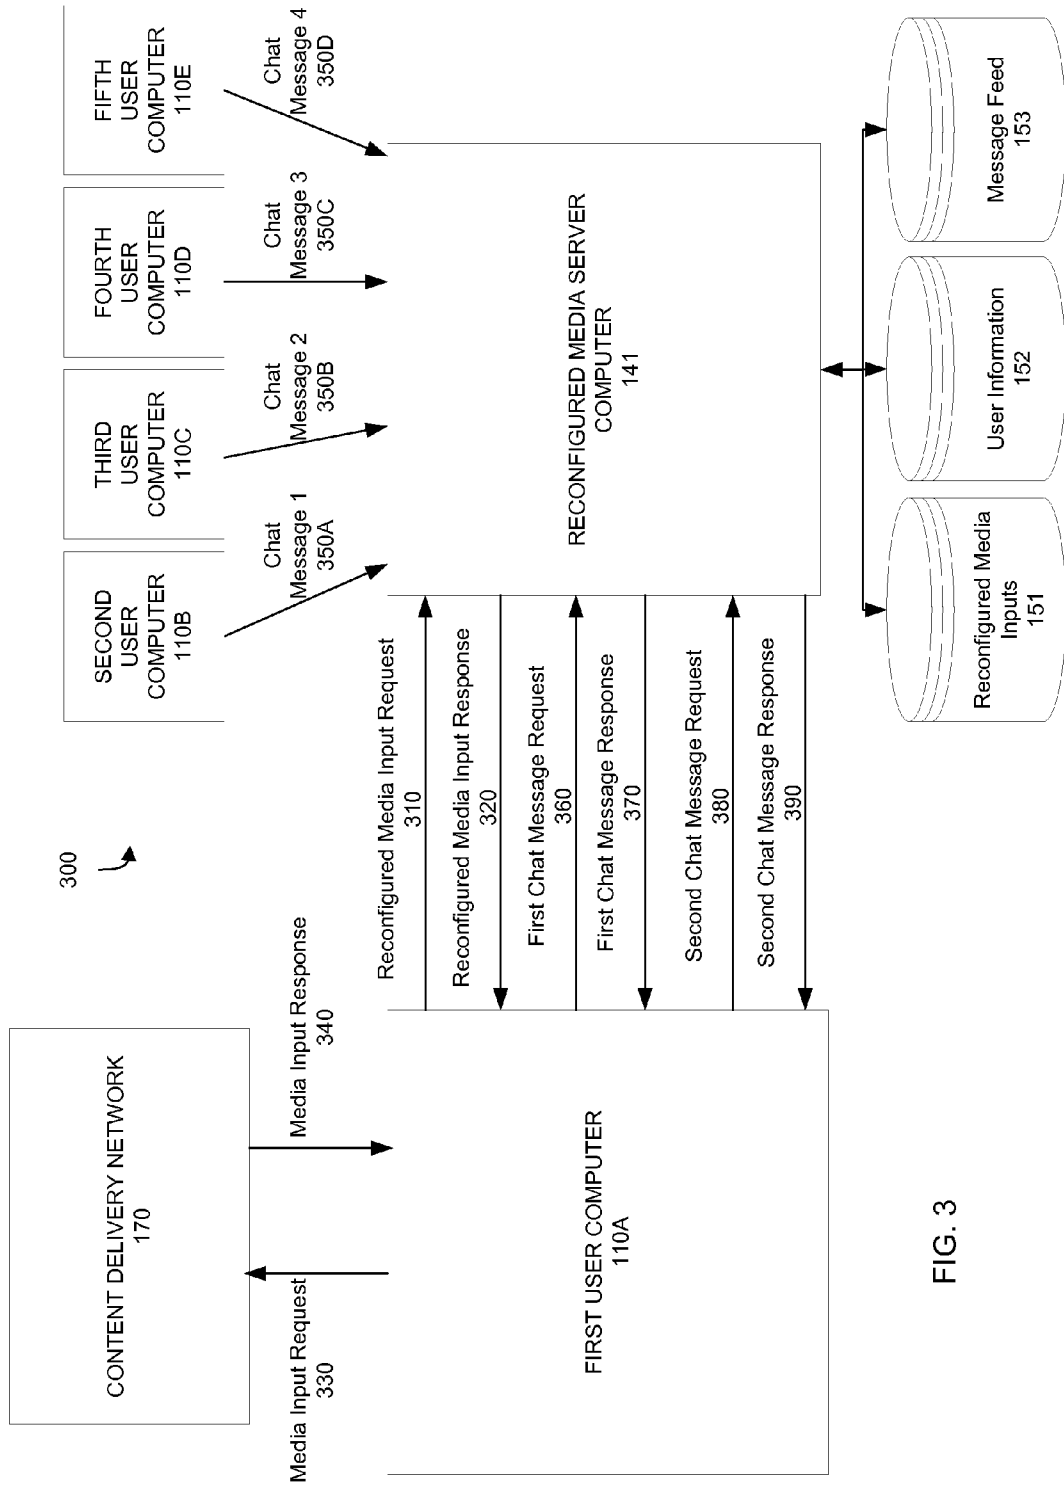 300
CONTENT DELIVERY NETWORK
170
Media Input Request
330
Media Input Response
340
FIRST USER COMPUTER
110A
Reconfigured Media Input Request
310
Reconfigured Media Input Response
320
First Chat Message Request
360
First Chat Message Response
370
Second Chat Message Request
380
Second Chat Message Response
390
SECOND
USER
COMPUTER
110B
THIRD
USER
COMPUTER
110C
FOURTH
USER
COMPUTER
110D
FIFTH
USER
COMPUTER
110E
Chat
Message 1
350A
Chat
Message 2
350B
Chat
Message 3
350C
Chat
Message 4
350D
RECONFIGURED MEDIA SERVER
COMPUTER
141
Reconfigured Media
Inputs
151
User Information
152
Message Feed
153
FIG. 3